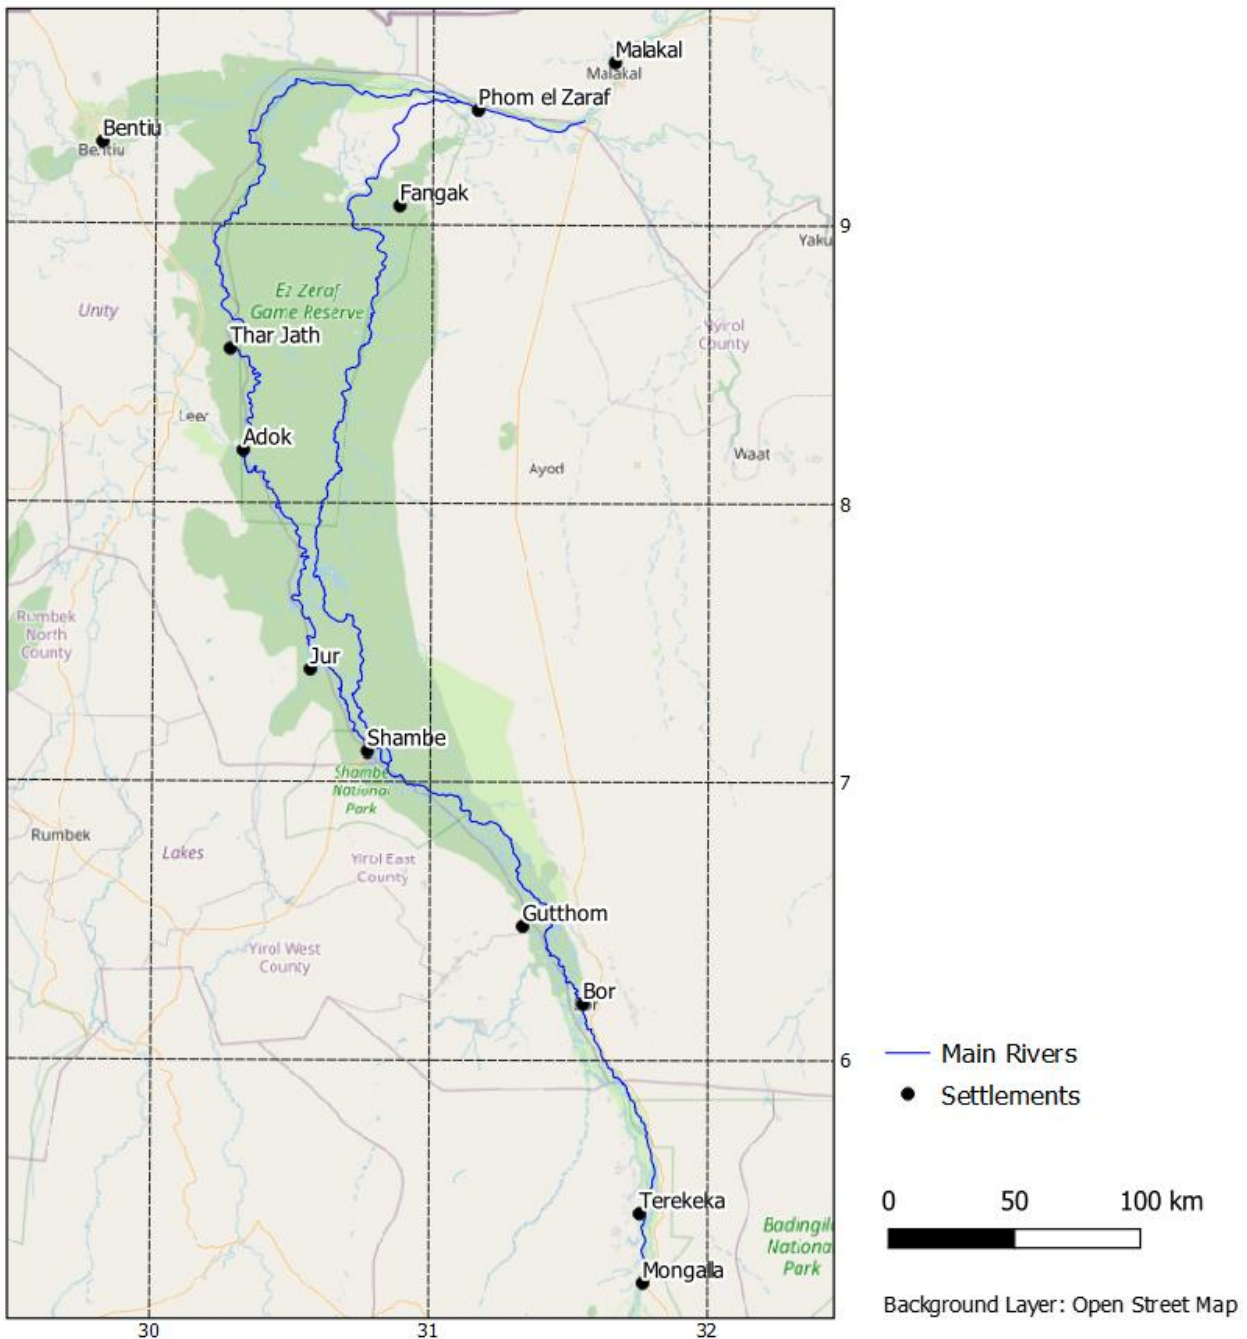 Malakal
Malakal
Phom el Zaraf
Bentiu
Bentiu
Fangak
9
Yaku
Ez Zeraf
Game Reserve
Unity
Nyirol
County
Thar Jath
Leer
Adok
Waat
Ayod
8
Rumbek
North
County
Jur
Shambe
7
Shambe
National
Park
Rumbek
Lakes
Yirol East
County
Gutthom
Yirol West
County
Bor
6
Main Rivers
Settlements
Terekeka
0 50 100 km
Badingil
National
Park
Mongalla
Background Layer: Open Street Map
30 31 32